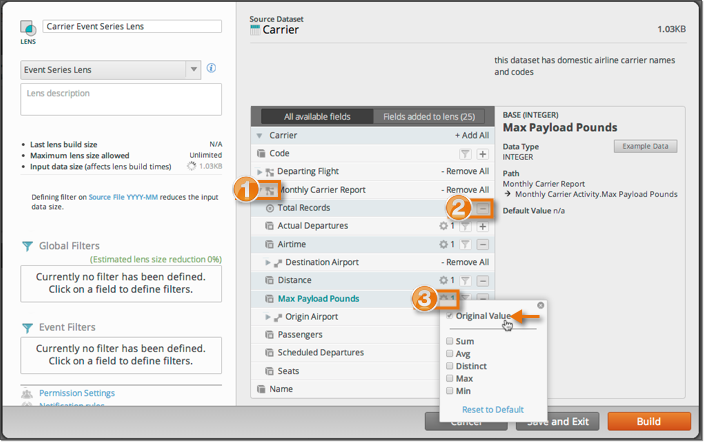 LENS
Carrier Event Series Lens
Event Series Lens
Lens description
• Last lens build size N/A
• Maximum lens size allowed Unlimited
• Input data size (affects lens build times) 1.03KB
Defining filter on Source File YYYY-MM reduces the input
data size.
Global Filters
(Estimated lens size reduction 0%)
Currently no filter has been defined.
Click on a field to define filters.
Event Filters
Currently no filter has been defined.
Click on a field to define filters.
Permission Settings
Notification rules
Source Dataset
Carrier 1.03KB
this dataset has domestic airline carrier names
and codes
All available fields Fields added to lens (25)
Carrier + Add All
Code
Departing Flight - Remove All
1 Monthly Carrier Report - Remove All
Total Records 2
Actual Departures 1
Airtime 1
Destination Airport - Remove All
Distance 1
Max Payload Pounds 3 1
Origin Airport
Passengers
Scheduled Departures
Seats
Name
Original Value
Sum
Avg
Distinct
Max
Min
Reset to Default
BASE (INTEGER)
Max Payload Pounds
Data Type Example Data
INTEGER
Path
Monthly Carrier Report
➔ Monthly Carrier Activity.Max Payload Pounds
Default Value n/a
Cancel Save and Exit Build